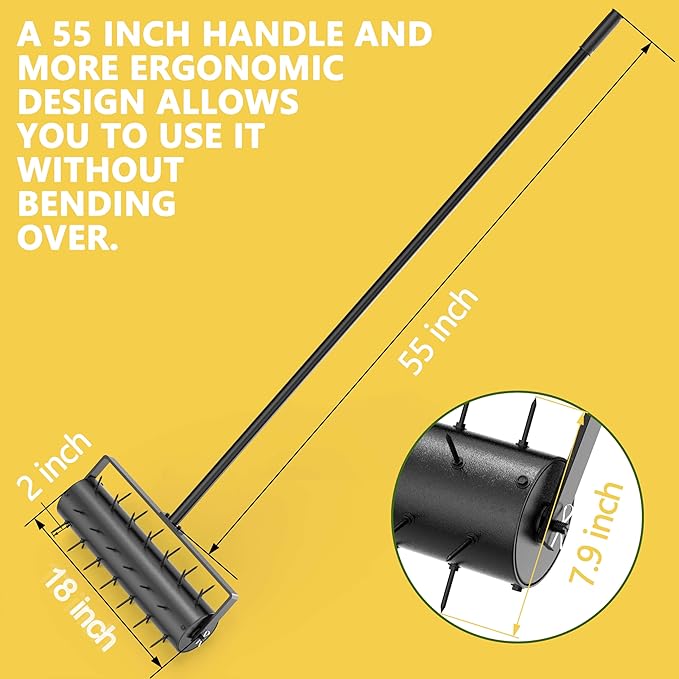 A 55 INCH HANDLE AND
MORE ERGONOMIC
DESIGN ALLOWS
YOU TO USE IT
WITHOUT
BENDING
OVER.
55 inch
2 inch
18 inch
7.9 inch